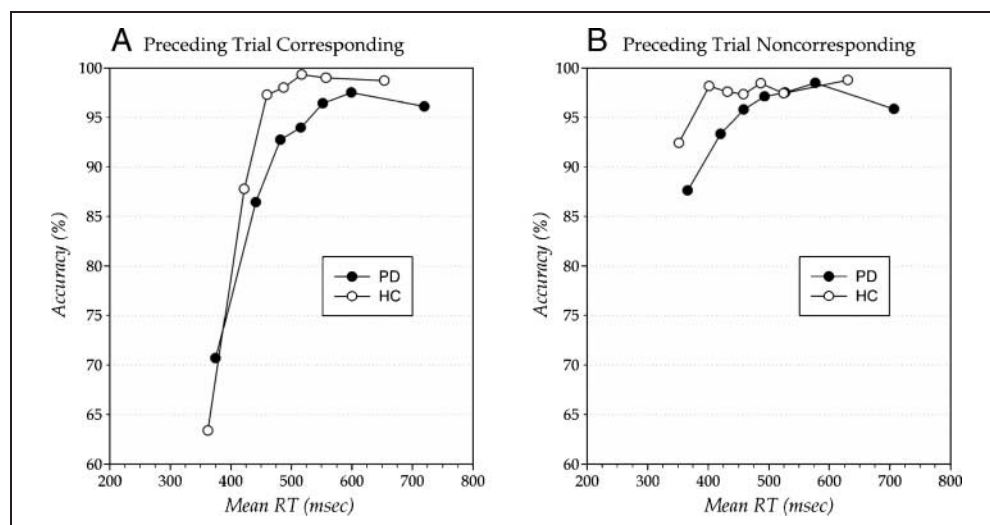 A Preceding Trial Corresponding
100
95
90
85
80
75
70
65
60
Accuracy (%)
PD
HC
200 300 400 500 600 700 800
Mean RT (msec)
B Preceding Trial Noncorresponding
100
95
90
85
80
75
70
65
60
Accuracy (%)
PD
HC
200 300 400 500 600 700 800
Mean RT (msec)